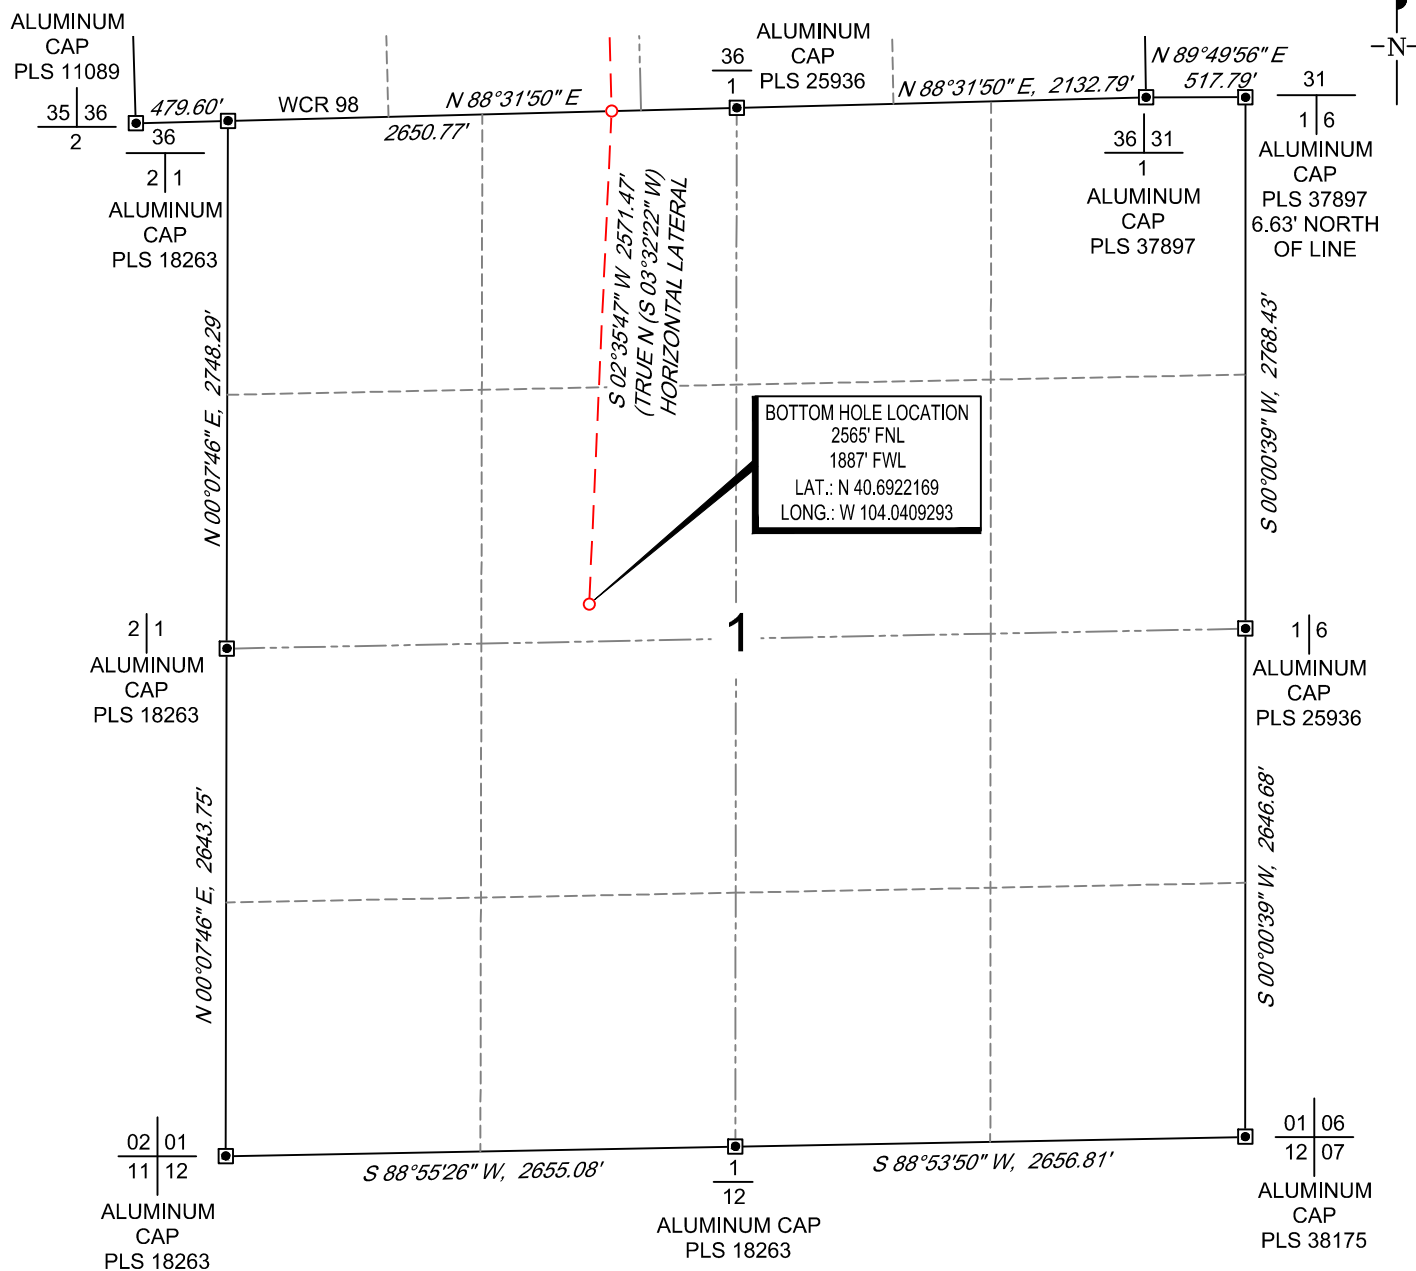 ALUMINUM
CAP
PLS 11089
35 36
2
479.60'
WCR 98
N 88°31'50" E
2650.77'
36
1
ALUMINUM
CAP
PLS 25936
N 88°31'50" E, 2132.79'
N 89°49'56" E
517.79'
N
31
1 6
ALUMINUM
CAP
PLS 37897
6.63' NORTH
OF LINE
36
2 1
ALUMINUM
CAP
PLS 18263
36 31
1
ALUMINUM
CAP
PLS 37897
S 02°35'47" W 2571.47'
(TRUE N (S 03°32'22" W)
HORIZONTAL LATERAL
N 00°07'46" E, 2748.29'
S 00°00'39" W, 2768.43'
BOTTOM HOLE LOCATION
2565' FNL
1887' FWL
LAT.: N 40.6922169
LONG.: W 104.0409293
2 1
ALUMINUM
CAP
PLS 18263
1
1 6
ALUMINUM
CAP
PLS 25936
N 00°07'46" E, 2643.75'
S 00°00'39" W, 2646.68'
02 01
11 12
ALUMINUM
CAP
PLS 18263
S 88°55'26" W, 2655.08'
1
12
ALUMINUM CAP
PLS 18263
S 88°53'50" W, 2656.81'
01 06
12 07
ALUMINUM
CAP
PLS 38175